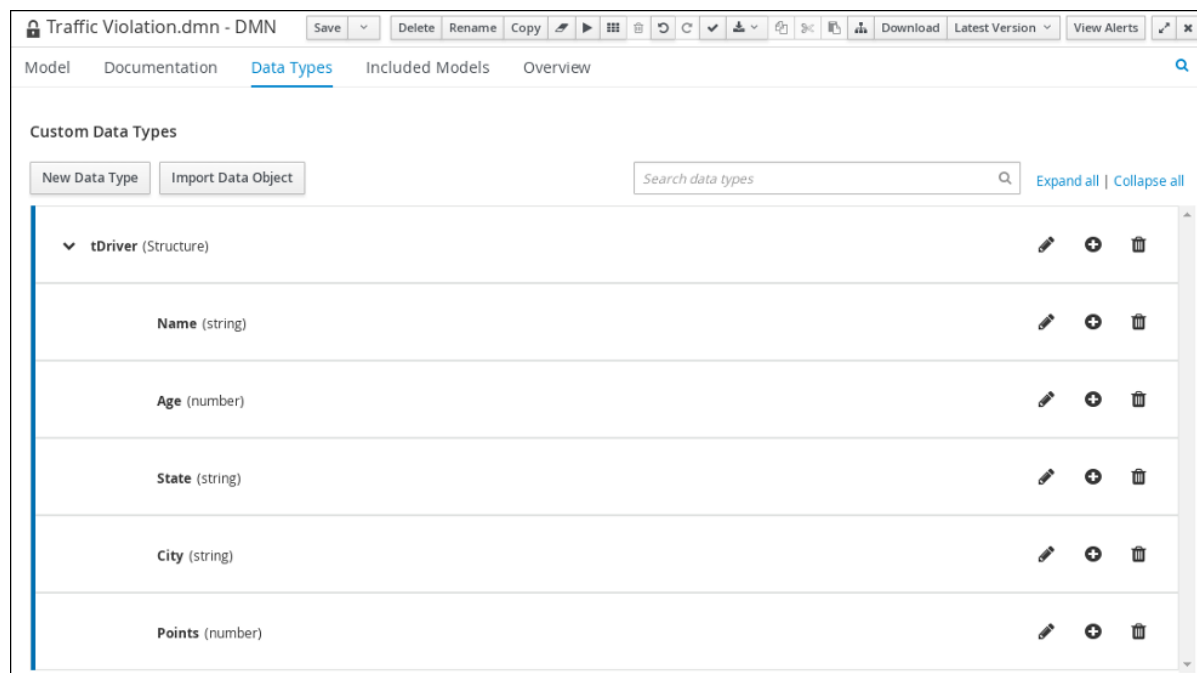 Traffic Violation.dmn - DMN Save Delete Rename Copy Download Latest Version View Alerts
Model Documentation Data Types Included Models Overview
Custom Data Types
New Data Type Import Data Object Search data types Expand all | Collapse all
tDriver (Structure)
Name (string)
Age (number)
State (string)
City (string)
Points (number)